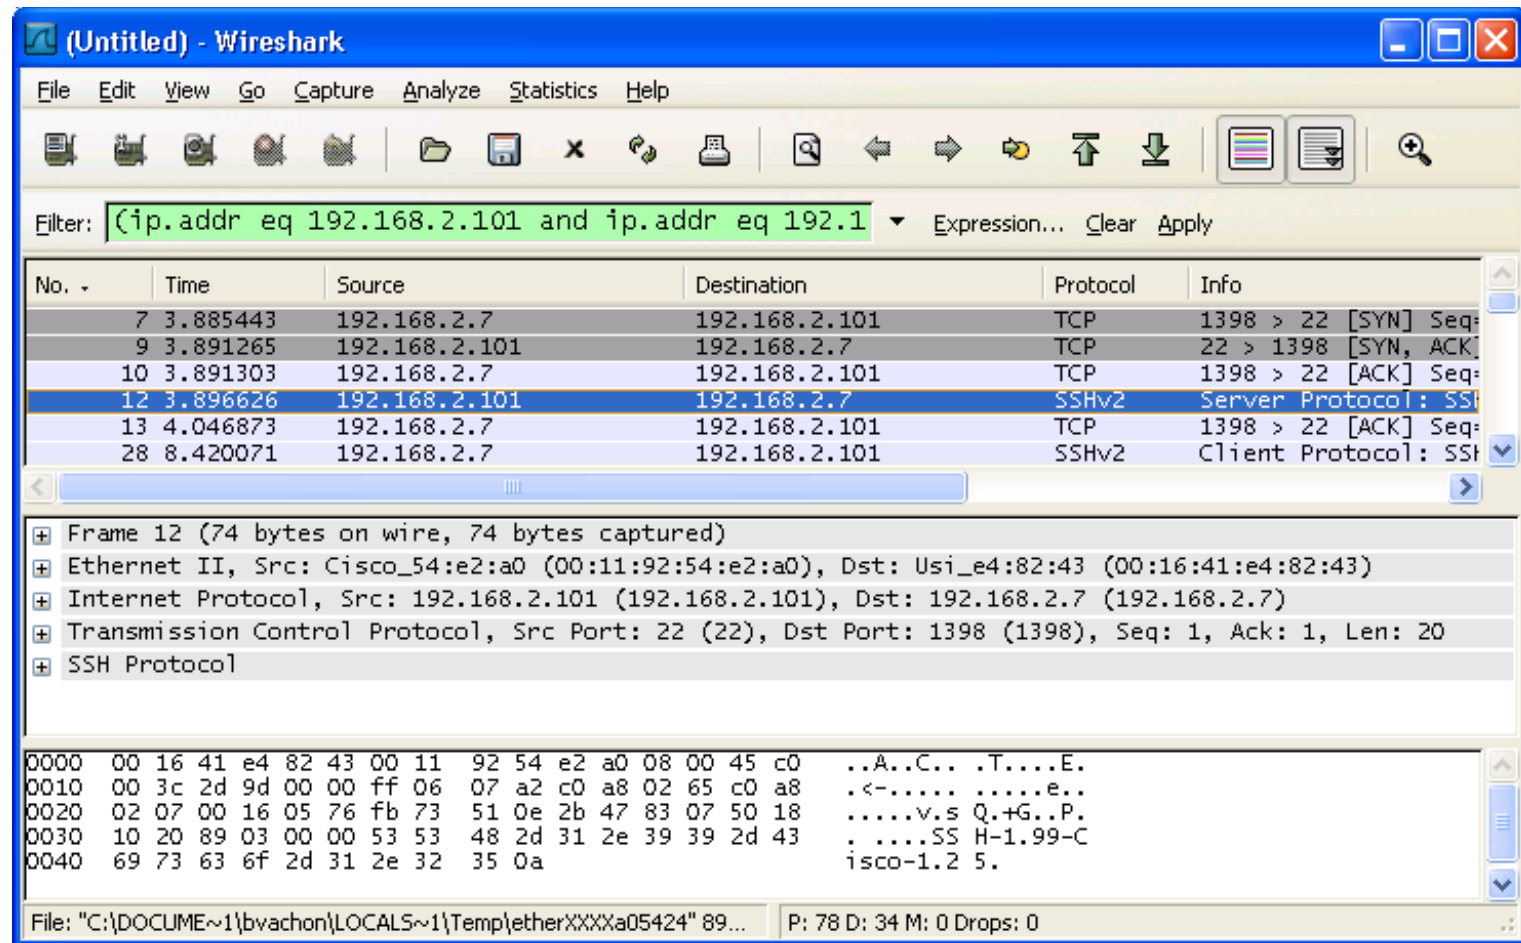 (Untitled) - Wireshark
File Edit View Go Capture Analyze Statistics Help
Filter: (ip.addr eq 192.168.2.101 and ip.addr eq 192.1 Expression... Clear Apply
No. Time Source Destination Protocol Info
7 3.885443 192.168.2.7 192.168.2.101 TCP 1398 > 22 [SYN] Seq=
9 3.891265 192.168.2.101 192.168.2.7 TCP 22 > 1398 [SYN, ACK]
10 3.891303 192.168.2.7 192.168.2.101 TCP 1398 > 22 [ACK] Seq=
12 3.896626 192.168.2.101 192.168.2.7 SSHv2 Server Protocol: SSH
13 4.046873 192.168.2.7 192.168.2.101 TCP 1398 > 22 [ACK] Seq=
28 8.420071 192.168.2.7 192.168.2.101 SSHv2 Client Protocol: SSH
Frame 12 (74 bytes on wire, 74 bytes captured)
Ethernet II, Src: Cisco_54:e2:a0 (00:11:92:54:e2:a0), Dst: Usi_e4:82:43 (00:16:41:e4:82:43)
Internet Protocol, Src: 192.168.2.101 (192.168.2.101), Dst: 192.168.2.7 (192.168.2.7)
Transmission Control Protocol, Src Port: 22 (22), Dst Port: 1398 (1398), Seq: 1, Ack: 1, Len: 20
SSH Protocol
0000 00 16 41 e4 82 43 00 11 92 54 e2 a0 08 00 45 c0 ..A..C.. .T....E.
0010 00 3c 2d 9d 00 00 ff 06 07 a2 c0 a8 02 65 c0 a8 .<-..... .....e..
0020 02 07 00 16 05 76 fb 73 51 0e 2b 47 83 07 50 18 .....v.s Q.+G..P.
0030 10 20 89 03 00 00 53 53 48 2d 31 2e 39 39 2d 43 . ....SS H-1.99-C
0040 69 73 63 6f 2d 31 2e 32 35 0a isco-1.2 5.
File: "C:\DOCUME~1\bvachon\LOCALS~1\Temp\etherXXXXa05424" 89... P: 78 D: 34 M: 0 Drops: 0